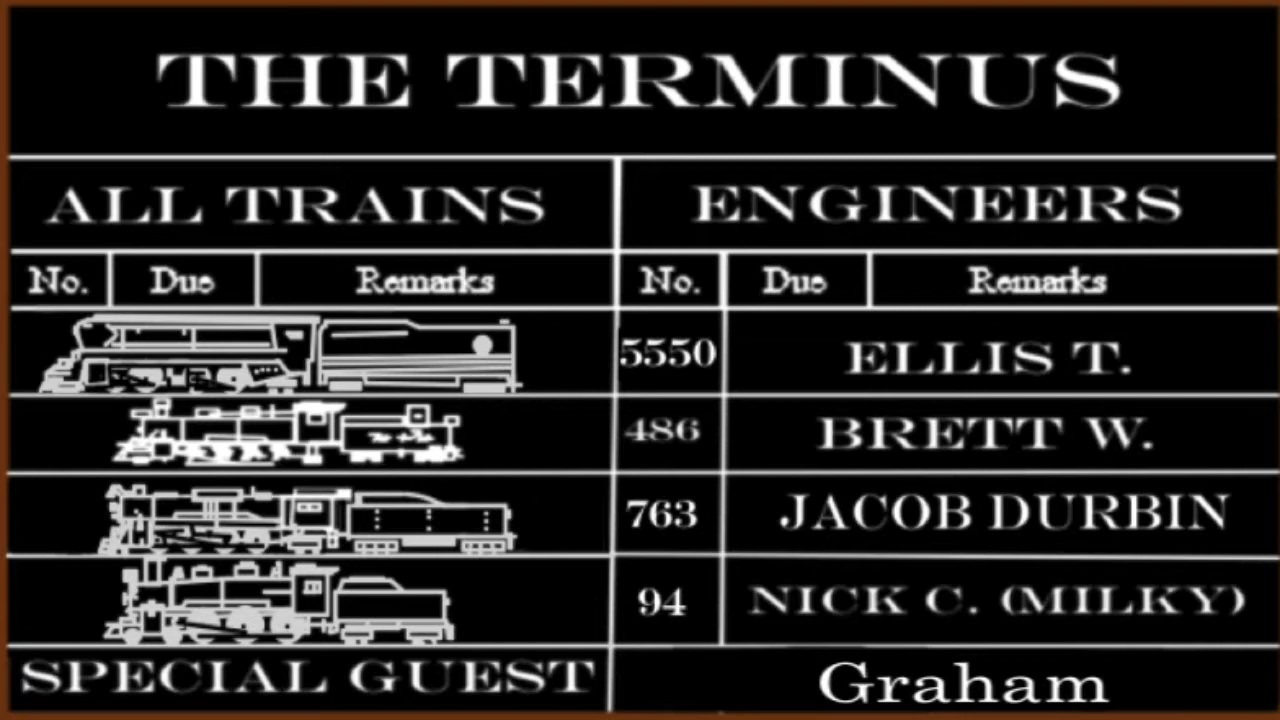 THE TERMINUS
ALL TRAINS ENGINEERS
No. Due Remarks No. Due Remarks
5550 ELLIS T.
486 BRETT W.
763 JACOB DURBIN
94 NICK C. (MILKY)
SPECIAL GUEST Graham